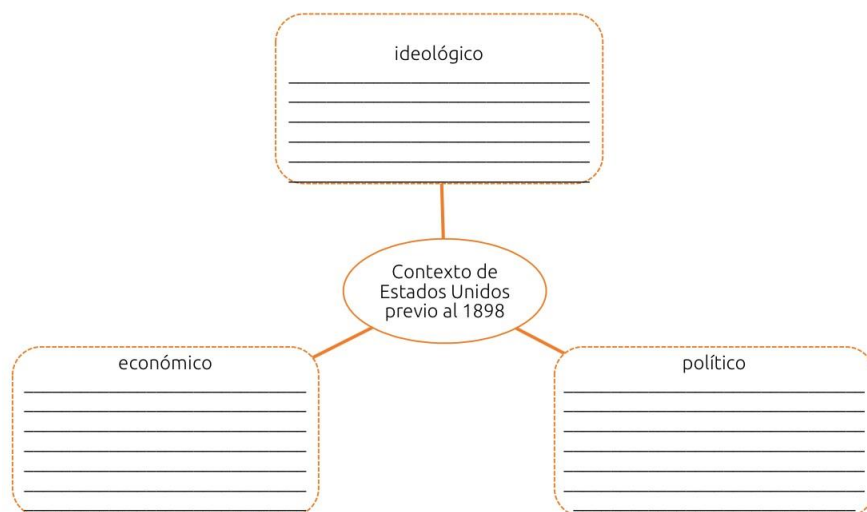 ideológico
Contexto de
Estados Unidos
previo al 1898
económico
político